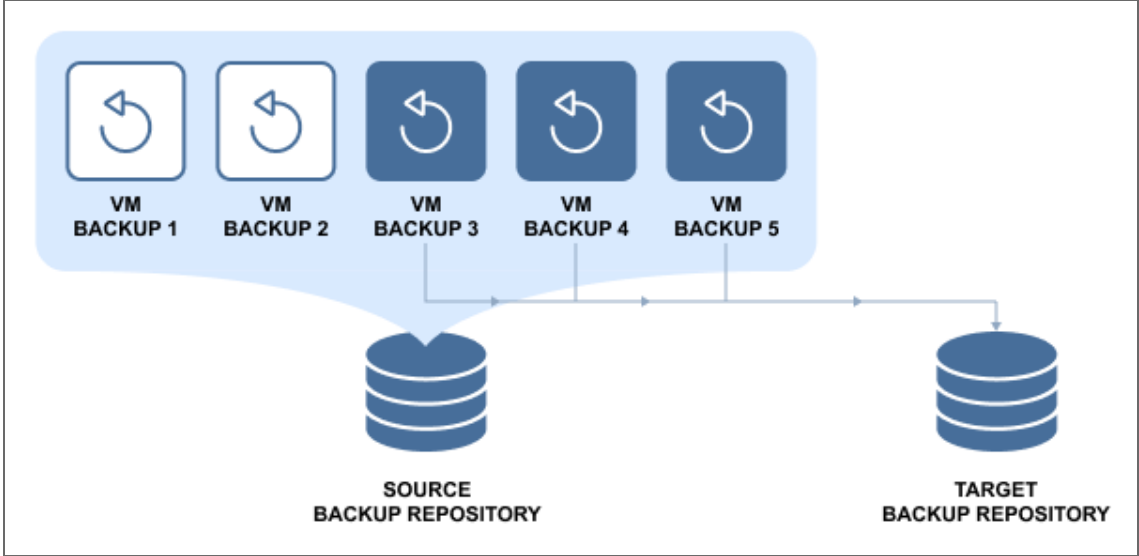 VM
BACKUP 1
VM
BACKUP 2
VM
BACKUP 3
VM
BACKUP 4
VM
BACKUP 5
SOURCE
BACKUP REPOSITORY
TARGET
BACKUP REPOSITORY